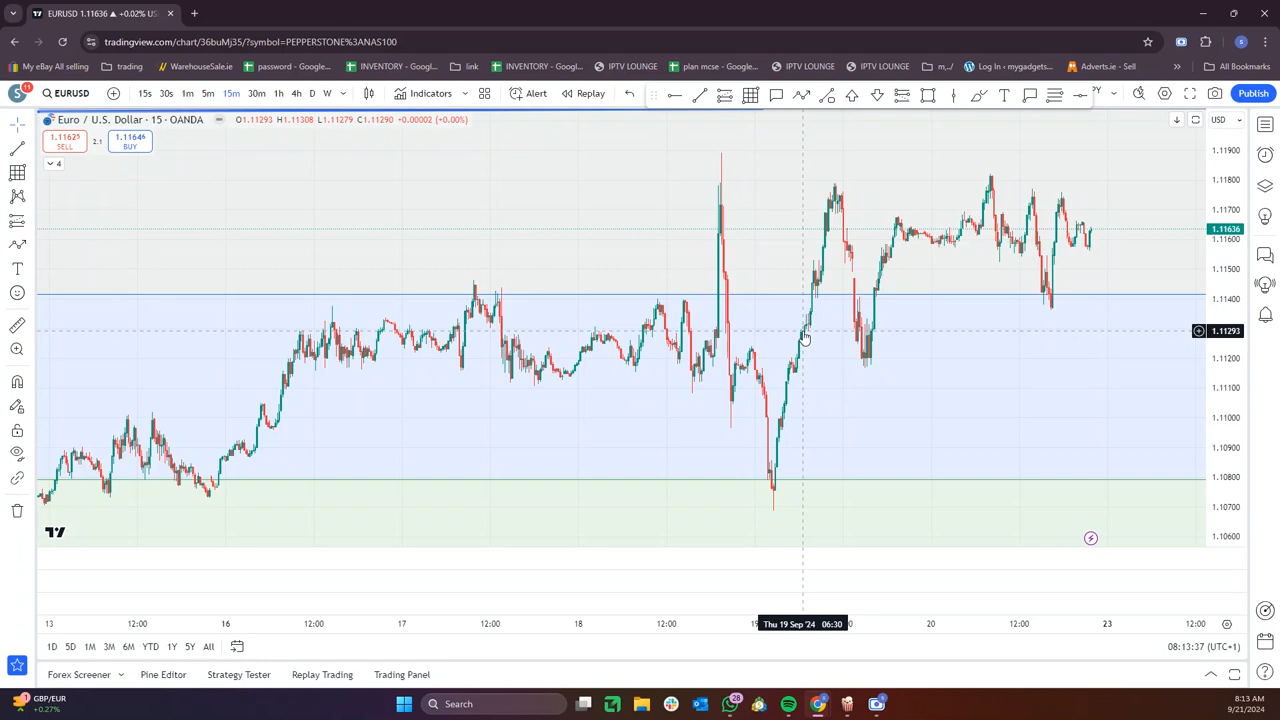 EURUSD 1.11636 ▲ +0.02% U
tradingview.com/chart/36buMj35/?symbol=PEPPERSTONE%3ANAS100
S
My eBay All selling
trading
WarehouseSale.ie
password - Google...
INVENTORY - Googl...
link
INVENTORY - Googl...
IPTV LOUNGE
IPTV LOUNGE
plan mcse - Googl...
IPTV LOUNGE
m,./
Log In ‹ mygadgets...
Adverts.ie - Sell
All Bookmarks
S 11
EURUSD
15s 30s 1m 5m 15m 30m 1h 4h D W
Indicators
Alert
Replay
Publish
Euro / U.S. Dollar · 15 · OANDA O1.11293 H1.11308 L1.11279 C1.11290 +0.00002 (+0.00%)
USD
1.11625 SELL
2.1
1.11646 BUY
4
1.11900
1.11800
1.11700
1.11636
1.11600
1.11500
1.11400
1.11293
1.11200
1.11100
1.11000
1.10900
1.10800
1.10700
1.10600
13 12:00 16 12:00 17 12:00 18 12:00 Thu 19 Sep '24 06:30 20 12:00 23 12:00
1D 5D 1M 3M 6M YTD 1Y 5Y All
08:13:37 (UTC+1)
Forex Screener
Pine Editor
Strategy Tester
Replay Trading
Trading Panel
1
GBP/EUR
+0.27%
Search
28
8:13 AM
9/21/2024